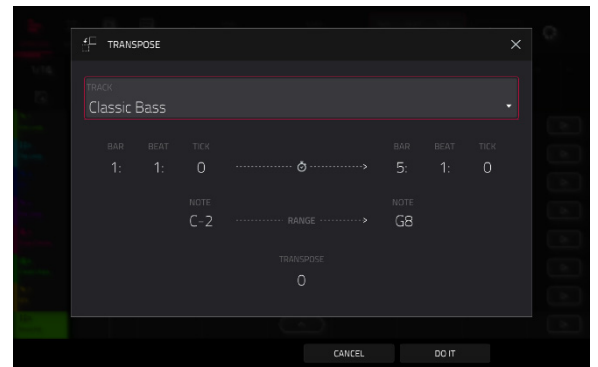 TRANSPOSE
TRACK
Classic Bass
BAR BEAT TICK BAR BEAT TICK
1: 1: 0 5: 1: 0
NOTE NOTE
C-2 RANGE G8
TRANSPOSE
0
CANCEL DO IT